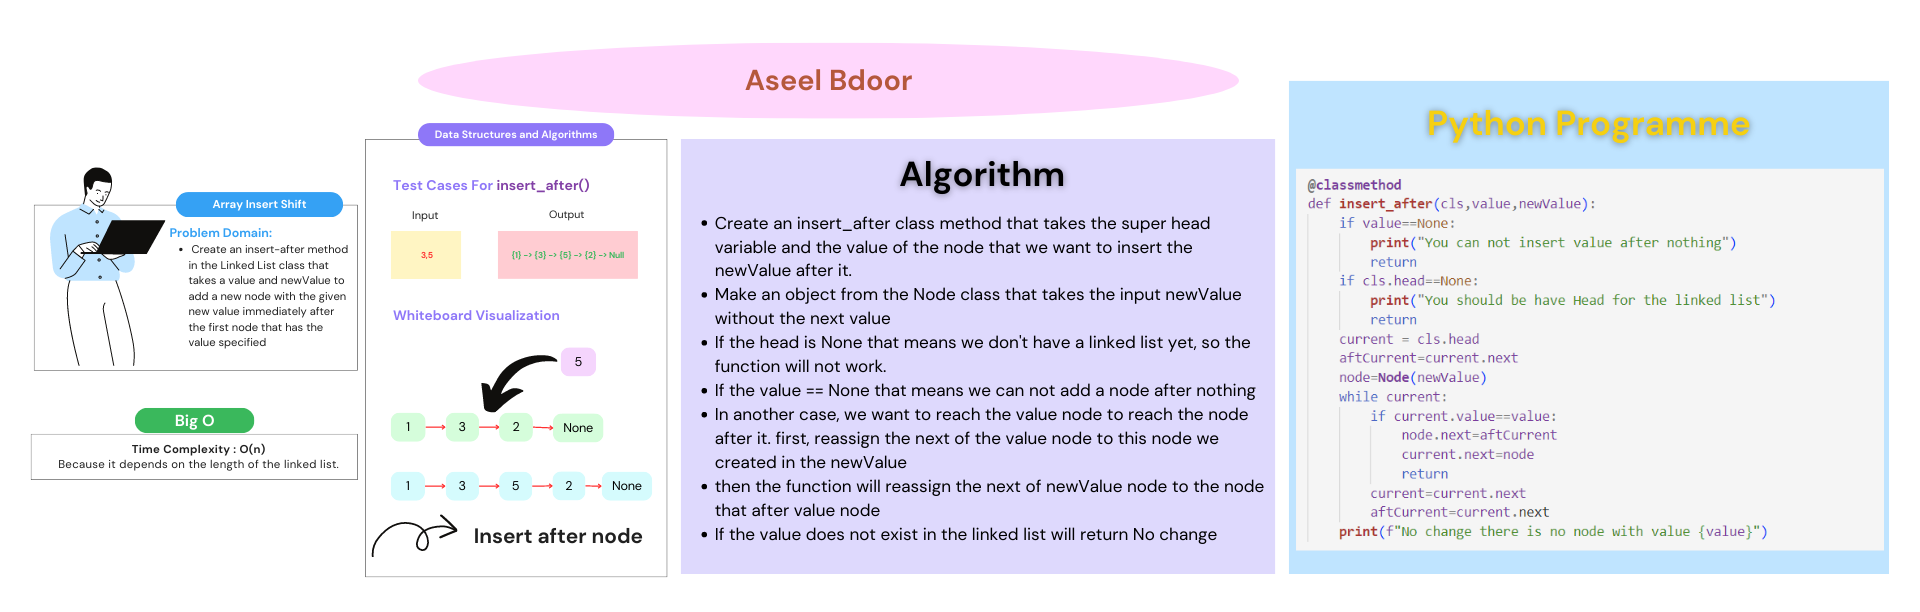 Aseel Bdoor
Array Insert Shift
Problem Domain:
• Create an insert-after method
in the Linked List class that
takes a value and newValue to
add a new node with the given
new value immediately after
the first node that has the
value specified
Big O
Time Complexity : O(n)
Because it depends on the length of the linked list.
Data Structures and Algorithms
Test Cases For insert_after()
Input Output
3,5 {1} -> {3} -> {5} -> {2} -> Null
Whiteboard Visualization
5
1 3 2 None
1 3 5 2 None
Insert after node
Algorithm
• Create an insert_after class method that takes the super head
variable and the value of the node that we want to insert the
newValue after it.
• Make an object from the Node class that takes the input newValue
without the next value
• If the head is None that means we don't have a linked list yet, so the
function will not work.
• If the value == None that means we can not add a node after nothing
• In another case, we want to reach the value node to reach the node
after it. first, reassign the next of the value node to this node we
created in the newValue
• then the function will reassign the next of newValue node to the node
that after value node
• If the value does not exist in the linked list will return No change
Python Programme
@classmethod
def insert_after(cls,value,newValue):
    if value==None:
        print("You can not insert value after nothing")
        return
    if cls.head==None:
        print("You should be have Head for the linked list")
        return
    current = cls.head
    aftCurrent=current.next
    node=Node(newValue)
    while current:
        if current.value==value:
            node.next=aftCurrent
            current.next=node
            return
        current=current.next
        aftCurrent=current.next
    print(f"No change there is no node with value {value}")